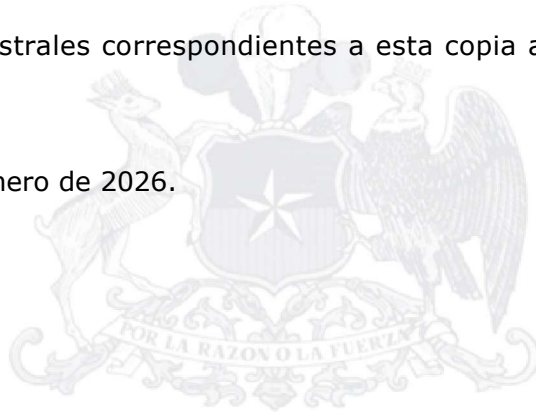 strales correspondientes a esta copia a
nero de 2026.
POR LA RAZON O LA FUERZA